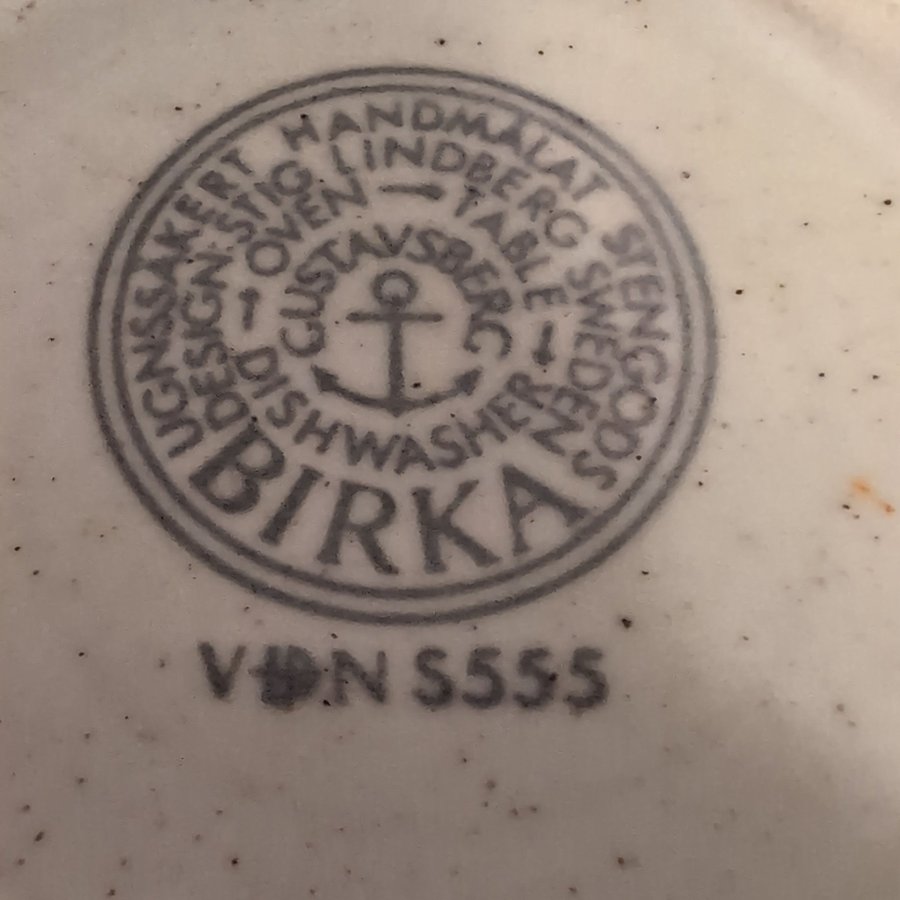 UGNSSÄKERT HANDMÅLAT STENGODS
DESIGN: STIG LINDBERG SWEDEN
OVEN — TABLE — DISHWASHER —
GUSTAVSBERG
BIRKA
VDN S555